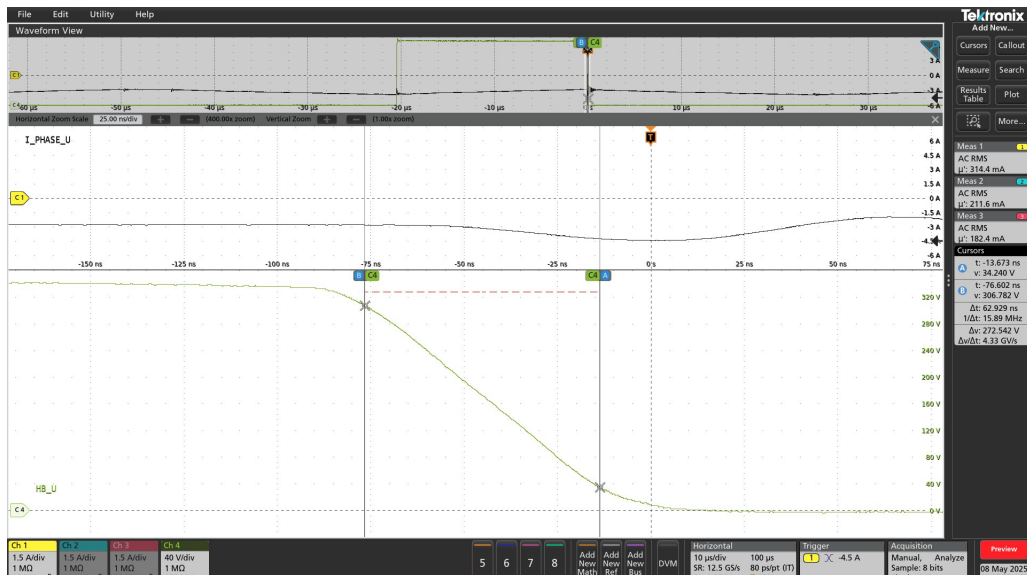 File Edit Utility Help
Tektronix
Waveform View
Add New...
Cursors Callout
Measure Search
Results Table Plot
More...
B C4
3 A
0 A
-3 A
-6 A
C1
C4
-60 µs -50 µs -40 µs -30 µs -20 µs -10 µs 0 s 10 µs 20 µs 30 µs
Horizontal Zoom Scale 25.00 ns/div + − (400.00x zoom) Vertical Zoom + − (1.00x zoom) ✕
I_PHASE_U
T
6 A
4.5 A
3 A
1.5 A
C 1
0 A
-1.5 A
-3 A
-6 A
-150 ns -125 ns -100 ns -75 ns -50 ns -25 ns 0 s 25 ns 50 ns 75 ns
B C4 C4 A
320 V
280 V
240 V
200 V
160 V
120 V
80 V
40 V
HB_U
C 4
0 V
Meas 1 1
AC RMS
µ': 314.4 mA
Meas 2 2
AC RMS
µ': 211.6 mA
Meas 3 3
AC RMS
µ': 182.4 mA
Cursors
A t: -13.673 ns
v: 34.240 V
B t: -76.602 ns
v: 306.782 V
Δt: 62.929 ns
1/Δt: 15.89 MHz
Δv: 272.542 V
Δv/Δt: 4.33 GV/s
Ch 1
1.5 A/div
1 MΩ
Ch 2
1.5 A/div
1 MΩ
Ch 3
1.5 A/div
1 MΩ
Ch 4
40 V/div
1 MΩ
5 6 7 8
Add New Math
Add New Ref
Add New Bus
DVM
Horizontal
10 µs/div 100 µs
SR: 12.5 GS/s 80 ps/pt (IT)
Trigger
1 -4.5 A
Acquisition
Manual, Analyze
Sample: 8 bits
Preview
08 May 2025